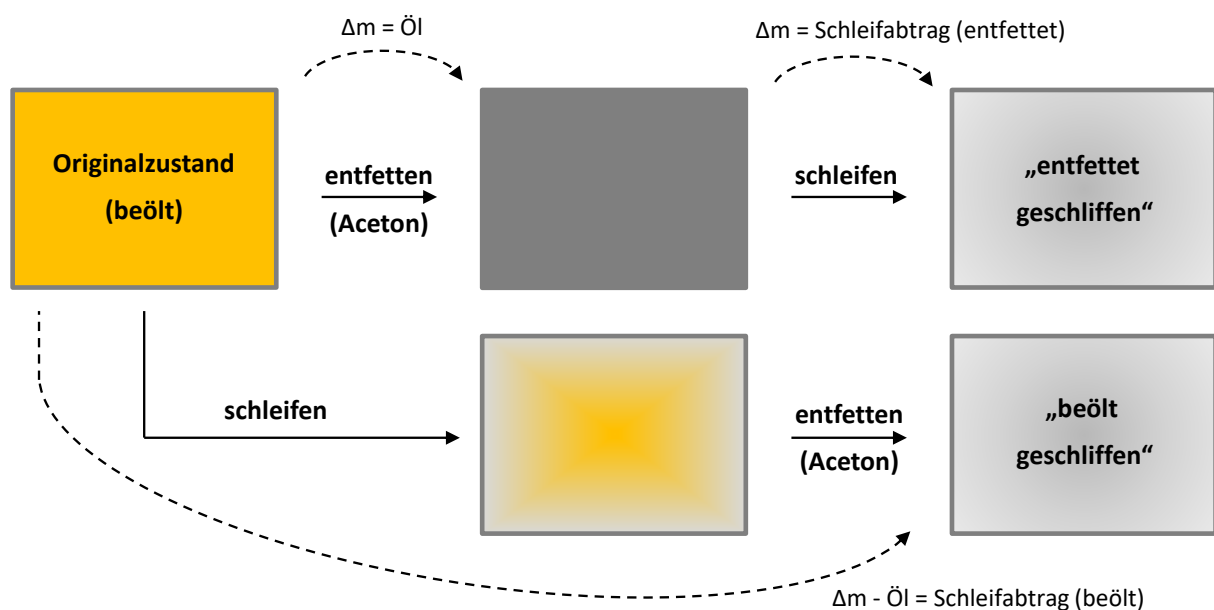 Δm = Öl
Δm = Schleifabtrag (entfettet)
Originalzustand
(beölt)
entfetten
(Aceton)
schleifen
„entfettet
geschliffen“
schleifen
entfetten
(Aceton)
„beölt
geschliffen“
Δm - Öl = Schleifabtrag (beölt)